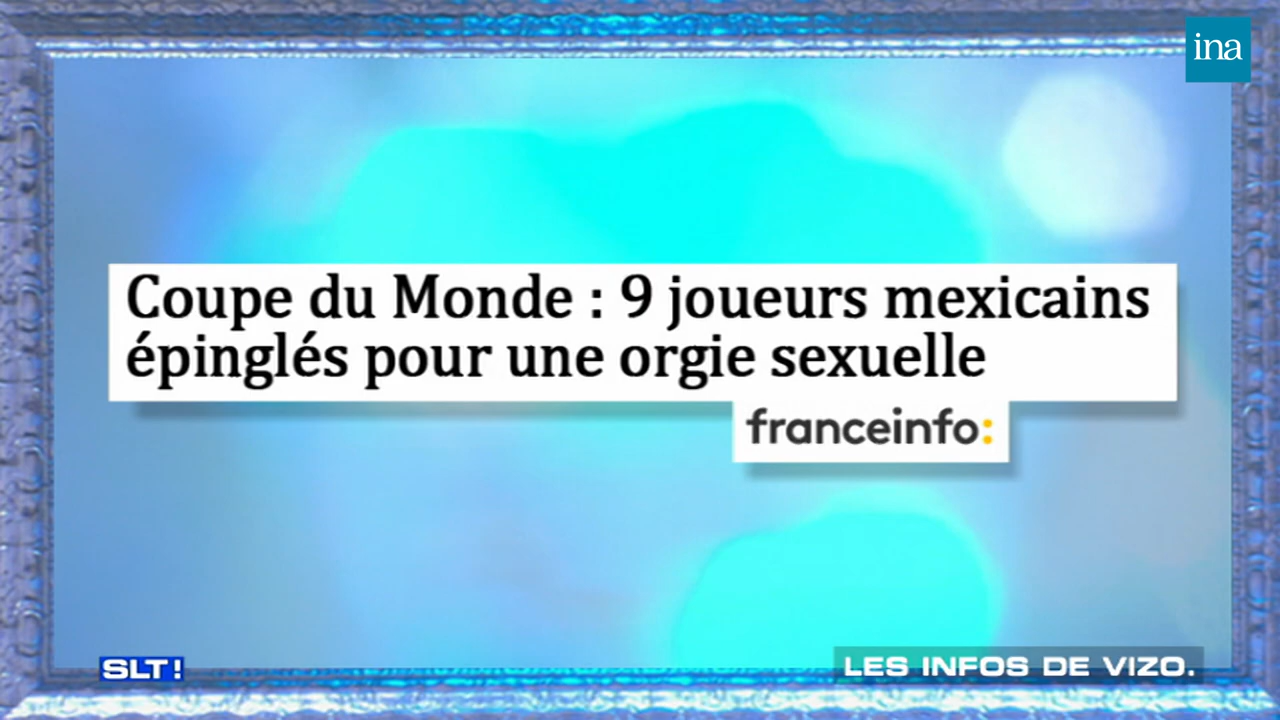 ina
Coupe du Monde : 9 joueurs mexicains
épinglés pour une orgie sexuelle
franceinfo:
SLT!
LES INFOS DE VIZO.